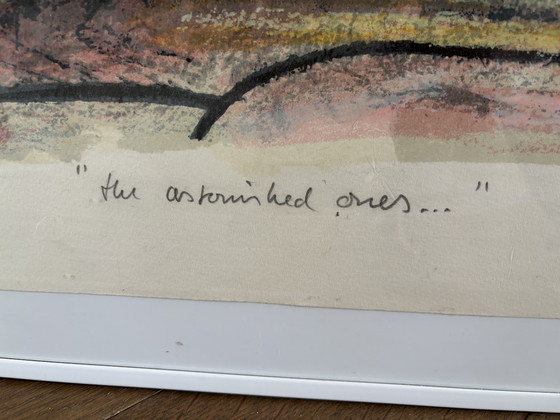 "the astonished ones..."